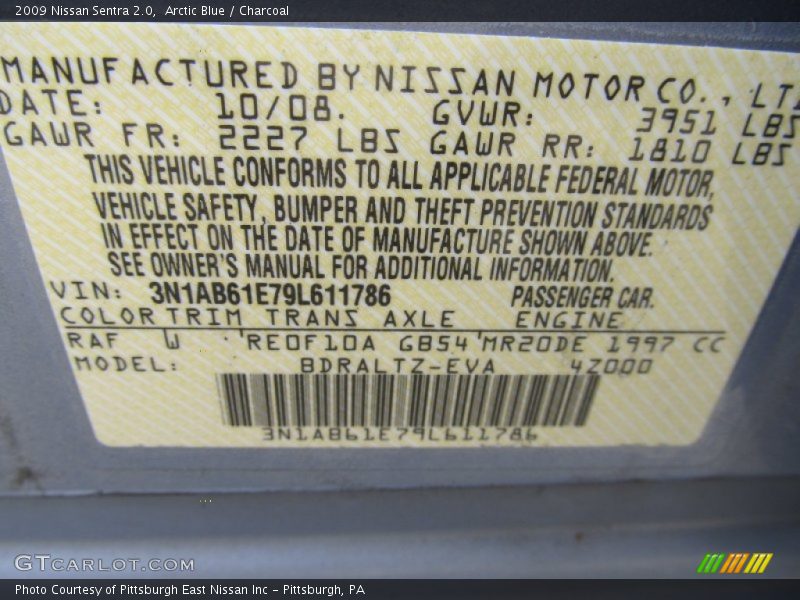 2009 Nissan Sentra 2.0, Arctic Blue / Charcoal
MANUFACTURED BY NISSAN MOTOR CO., LT
DATE: 10/08. GVWR: 3951 LBS
GAWR FR: 2227 LBS GAWR RR: 1810 LBS
THIS VEHICLE CONFORMS TO ALL APPLICABLE FEDERAL MOTOR,
VEHICLE SAFETY, BUMPER AND THEFT PREVENTION STANDARDS
IN EFFECT ON THE DATE OF MANUFACTURE SHOWN ABOVE.
SEE OWNER'S MANUAL FOR ADDITIONAL INFORMATION.
VIN: 3N1AB61E79L611786 PASSENGER CAR.
COLOR TRIM TRANS AXLE ENGINE
RAF W 'RE0F10A GB54'MR20DE 1997 CC
MODEL: BDRALTZ-EVA 4Z000
3N1AB61E79L611786
GTCARLOT.COM
Photo Courtesy of Pittsburgh East Nissan Inc - Pittsburgh, PA